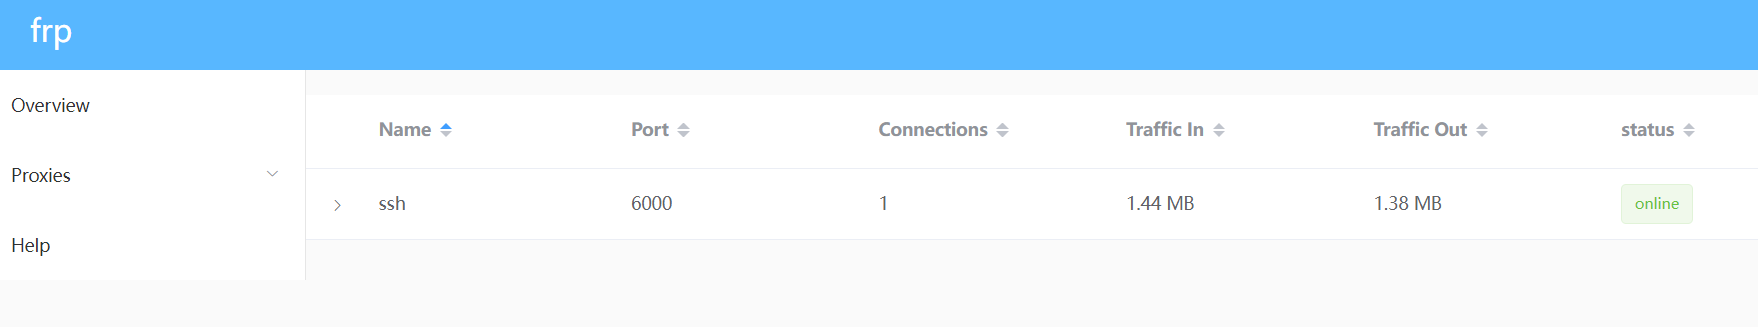 frp
Overview
Proxies
Help
Name Port Connections Traffic In Traffic Out status
ssh 6000 1 1.44 MB 1.38 MB online